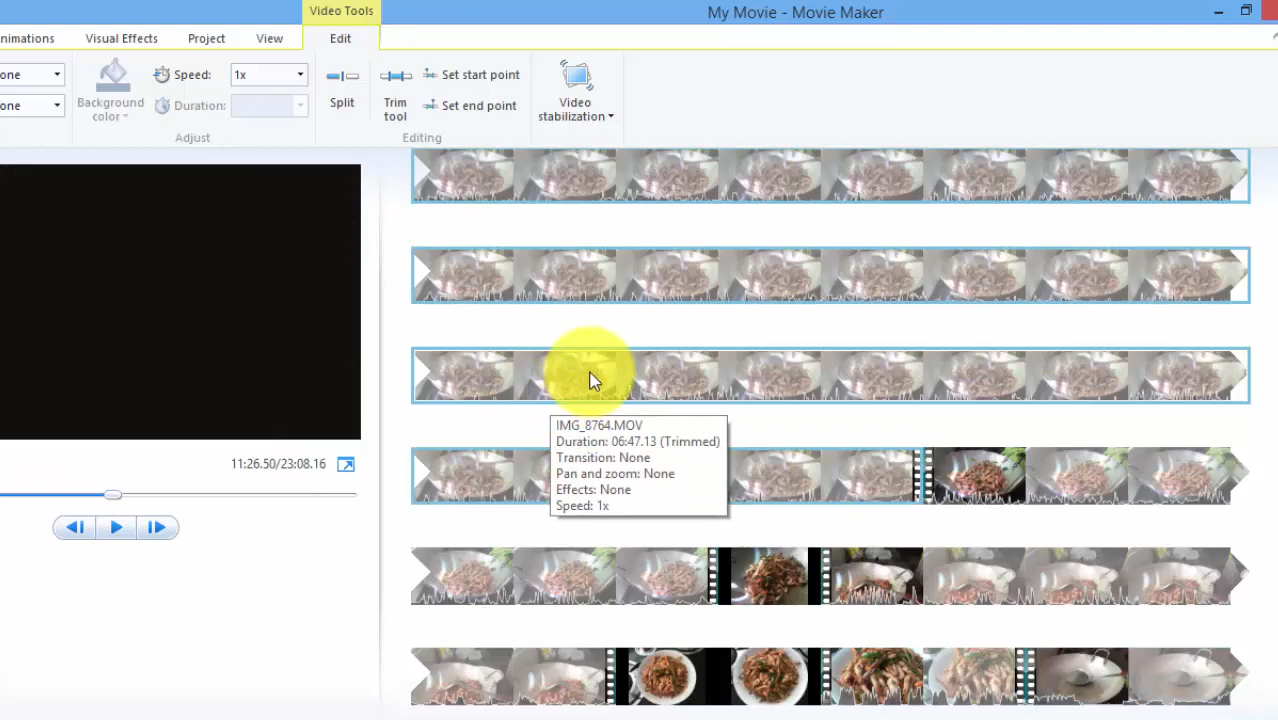 Video Tools
My Movie - Movie Maker
nimations
Visual Effects
Project
View
Edit
one
one
Background
color
Speed:
1x
Duration:
Adjust
Split
Trim
tool
Set start point
Set end point
Editing
Video
stabilization
IMG_8764.MOV
Duration: 06:47.13 (Trimmed)
Transition: None
Pan and zoom: None
Effects: None
Speed: 1x
11:26.50/23:08.16